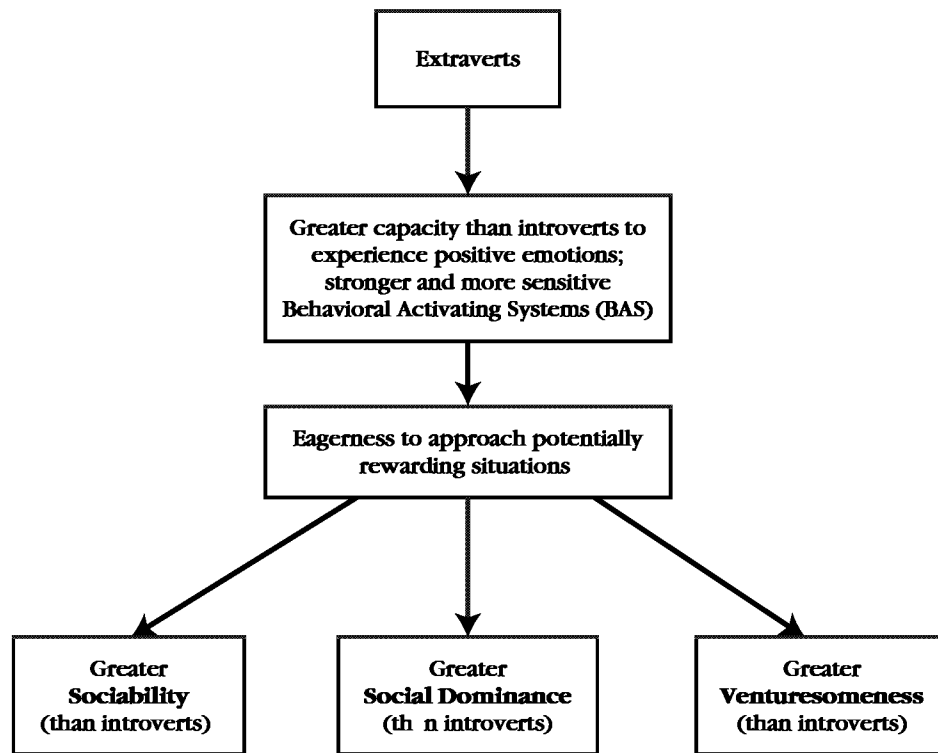 Extraverts
Greater capacity than introverts to
experience positive emotions;
stronger and more sensitive
Behavioral Activating Systems (BAS)
Eagerness to approach potentially
rewarding situations
Greater
Sociability
(than introverts)
Greater
Social Dominance
(th n introverts)
Greater
Venturesomeness
(than introverts)